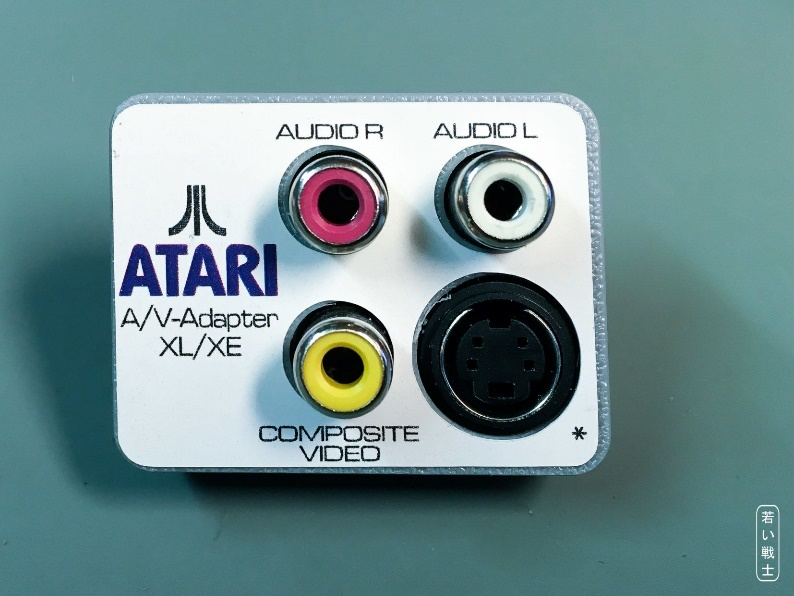 AUDIO R
AUDIO L
ATARI
A/V-Adapter
XL/XE
COMPOSITE
VIDEO
*
若い戦士